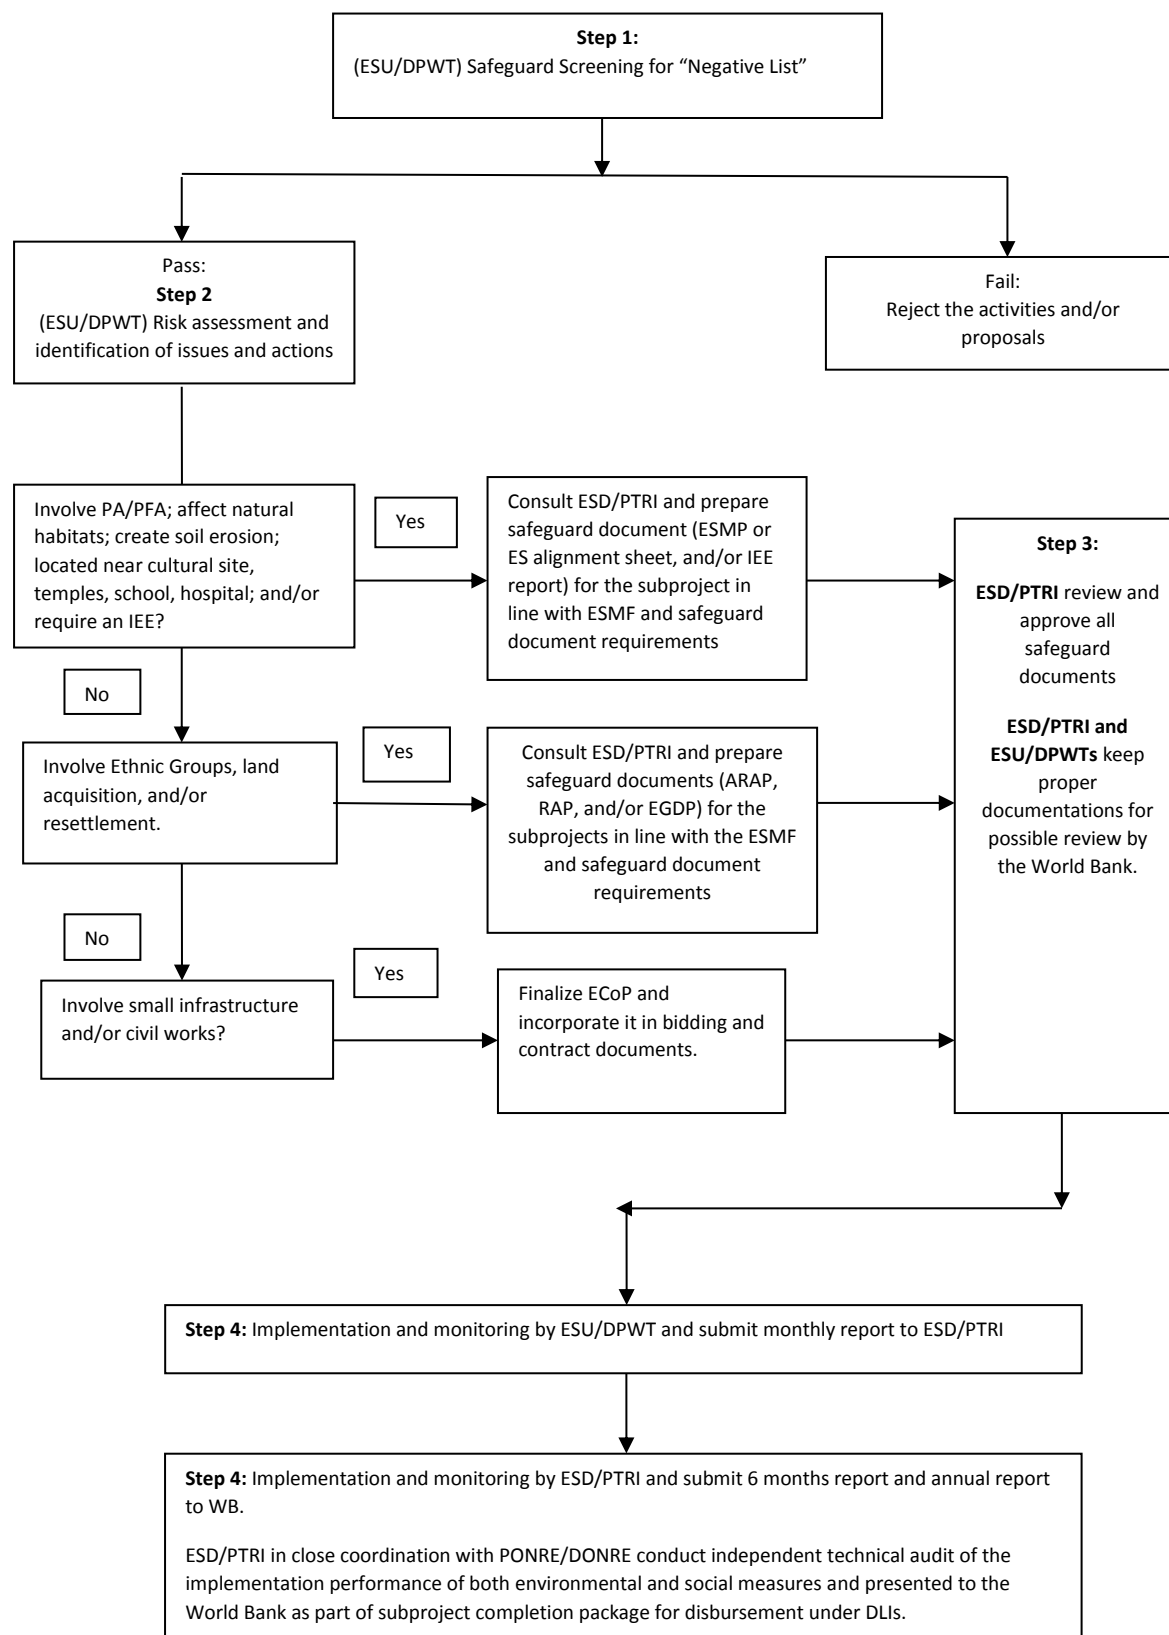 Step 1:
(ESU/DPWT) Safeguard Screening for “Negative List”
Pass:
Step 2
(ESU/DPWT) Risk assessment and
identification of issues and actions
Fail:
Reject the activities and/or
proposals
Involve PA/PFA; affect natural
habitats; create soil erosion;
located near cultural site,
temples, school, hospital; and/or
require an IEE?
Yes
Consult ESD/PTRI and prepare
safeguard document (ESMP or
ES alignment sheet, and/or IEE
report) for the subproject in
line with ESMF and safeguard
document requirements
Step 3:
ESD/PTRI review and
approve all
safeguard
documents
ESD/PTRI and
ESU/DPWTs keep
proper
documentations for
possible review by
the World Bank.
No
Involve Ethnic Groups, land
acquisition, and/or
resettlement.
Yes
Consult ESD/PTRI and prepare
safeguard documents (ARAP,
RAP, and/or EGDP) for the
subprojects in line with the ESMF
and safeguard document
requirements
No
Involve small infrastructure
and/or civil works?
Yes
Finalize ECoP and
incorporate it in bidding and
contract documents.
Step 4: Implementation and monitoring by ESU/DPWT and submit monthly report to ESD/PTRI
Step 4: Implementation and monitoring by ESD/PTRI and submit 6 months report and annual report
to WB.
ESD/PTRI in close coordination with PONRE/DONRE conduct independent technical audit of the
implementation performance of both environmental and social measures and presented to the
World Bank as part of subproject completion package for disbursement under DLIs.